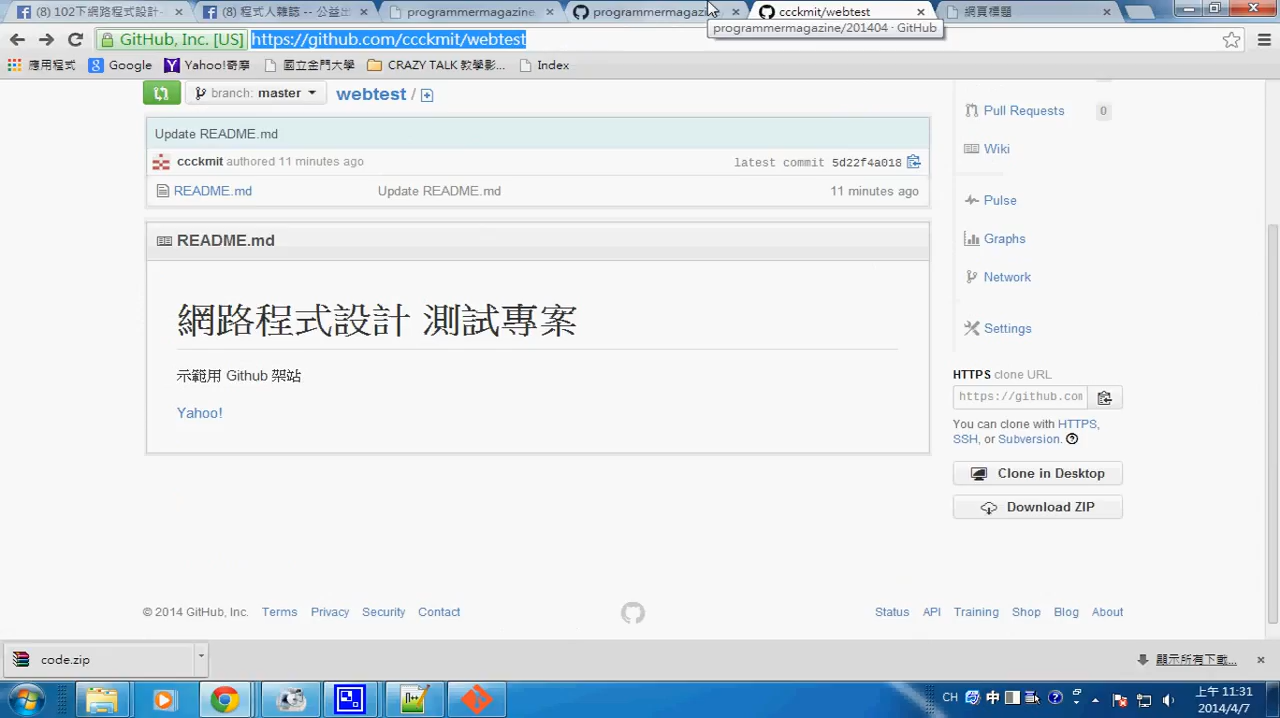 (8) 102下網路程式設計-
(8) 程式人雜誌 -- 公益出
programmermagazine
programmermagazi
ccckmit/webtest
網頁標題
programmermagazine/201404 · GitHub
GitHub, Inc. [US]
https://github.com/ccckmit/webtest
應用程式
Google
Yahoo!奇摩
國立金門大學
CRAZY TALK 教學影...
Index
branch: master
webtest /
Update README.md
ccckmit authored 11 minutes ago
latest commit 5d22f4a018
README.md
Update README.md
11 minutes ago
README.md
網路程式設計 測試專案
示範用 Github 架站
Yahoo!
Pull Requests 0
Wiki
Pulse
Graphs
Network
Settings
HTTPS clone URL
https://github.com
You can clone with HTTPS,
SSH, or Subversion.
Clone in Desktop
Download ZIP
© 2014 GitHub, Inc. Terms Privacy Security Contact
Status API Training Shop Blog About
code.zip
顯示所有下載...
CH
中
上午 11:31
2014/4/7